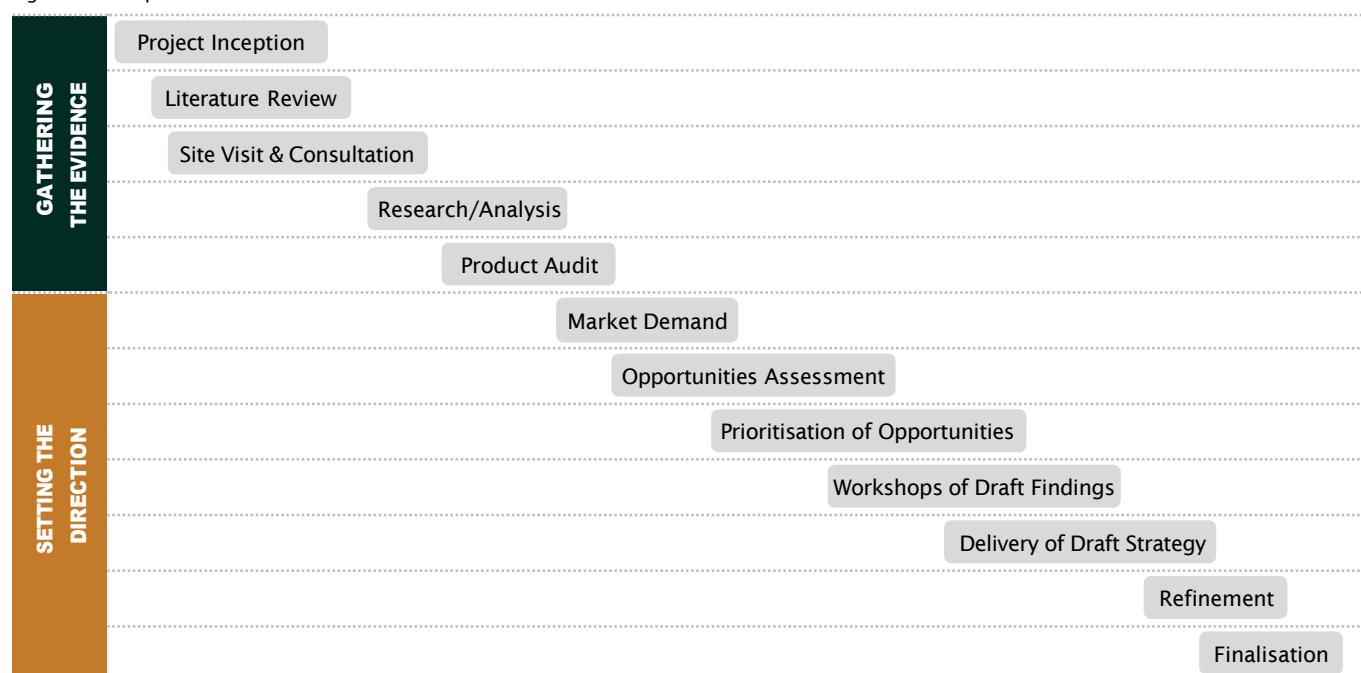 GATHERING
THE EVIDENCE
Project Inception
Literature Review
Site Visit & Consultation
Research/Analysis
Product Audit
SETTING THE
DIRECTION
Market Demand
Opportunities Assessment
Prioritisation of Opportunities
Workshops of Draft Findings
Delivery of Draft Strategy
Refinement
Finalisation